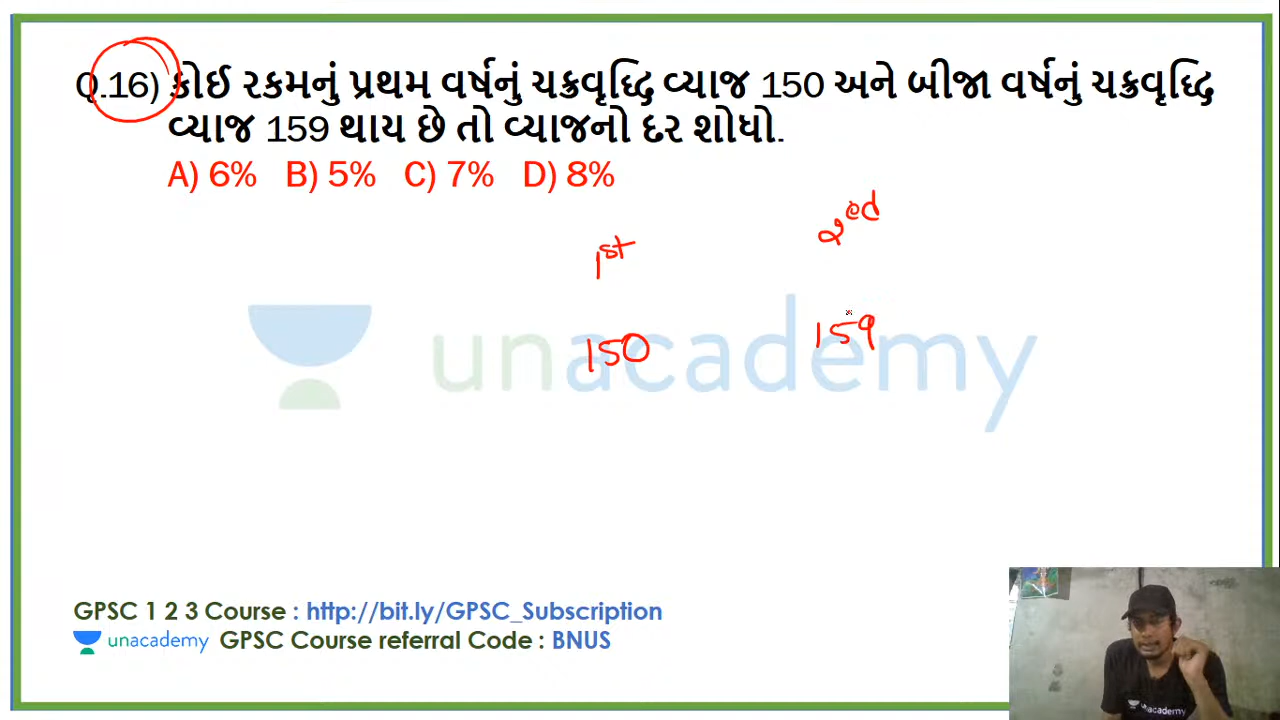 Q.16) કોઈ રકમનું પ્રથમ વર્ષનું ચક્રવૃધ્ધિ વ્યાજ 150 અને બીજા વર્ષનું ચક્રવૃધ્ધિ
વ્યાજ 159 થાય છે તો વ્યાજનો દર શોધો.
A) 6% B) 5% C) 7% D) 8%
1st 2ed
150 159
unacademy
GPSC 1 2 3 Course : http://bit.ly/GPSC_Subscription
unacademy GPSC Course referral Code : BNUS
unacademy